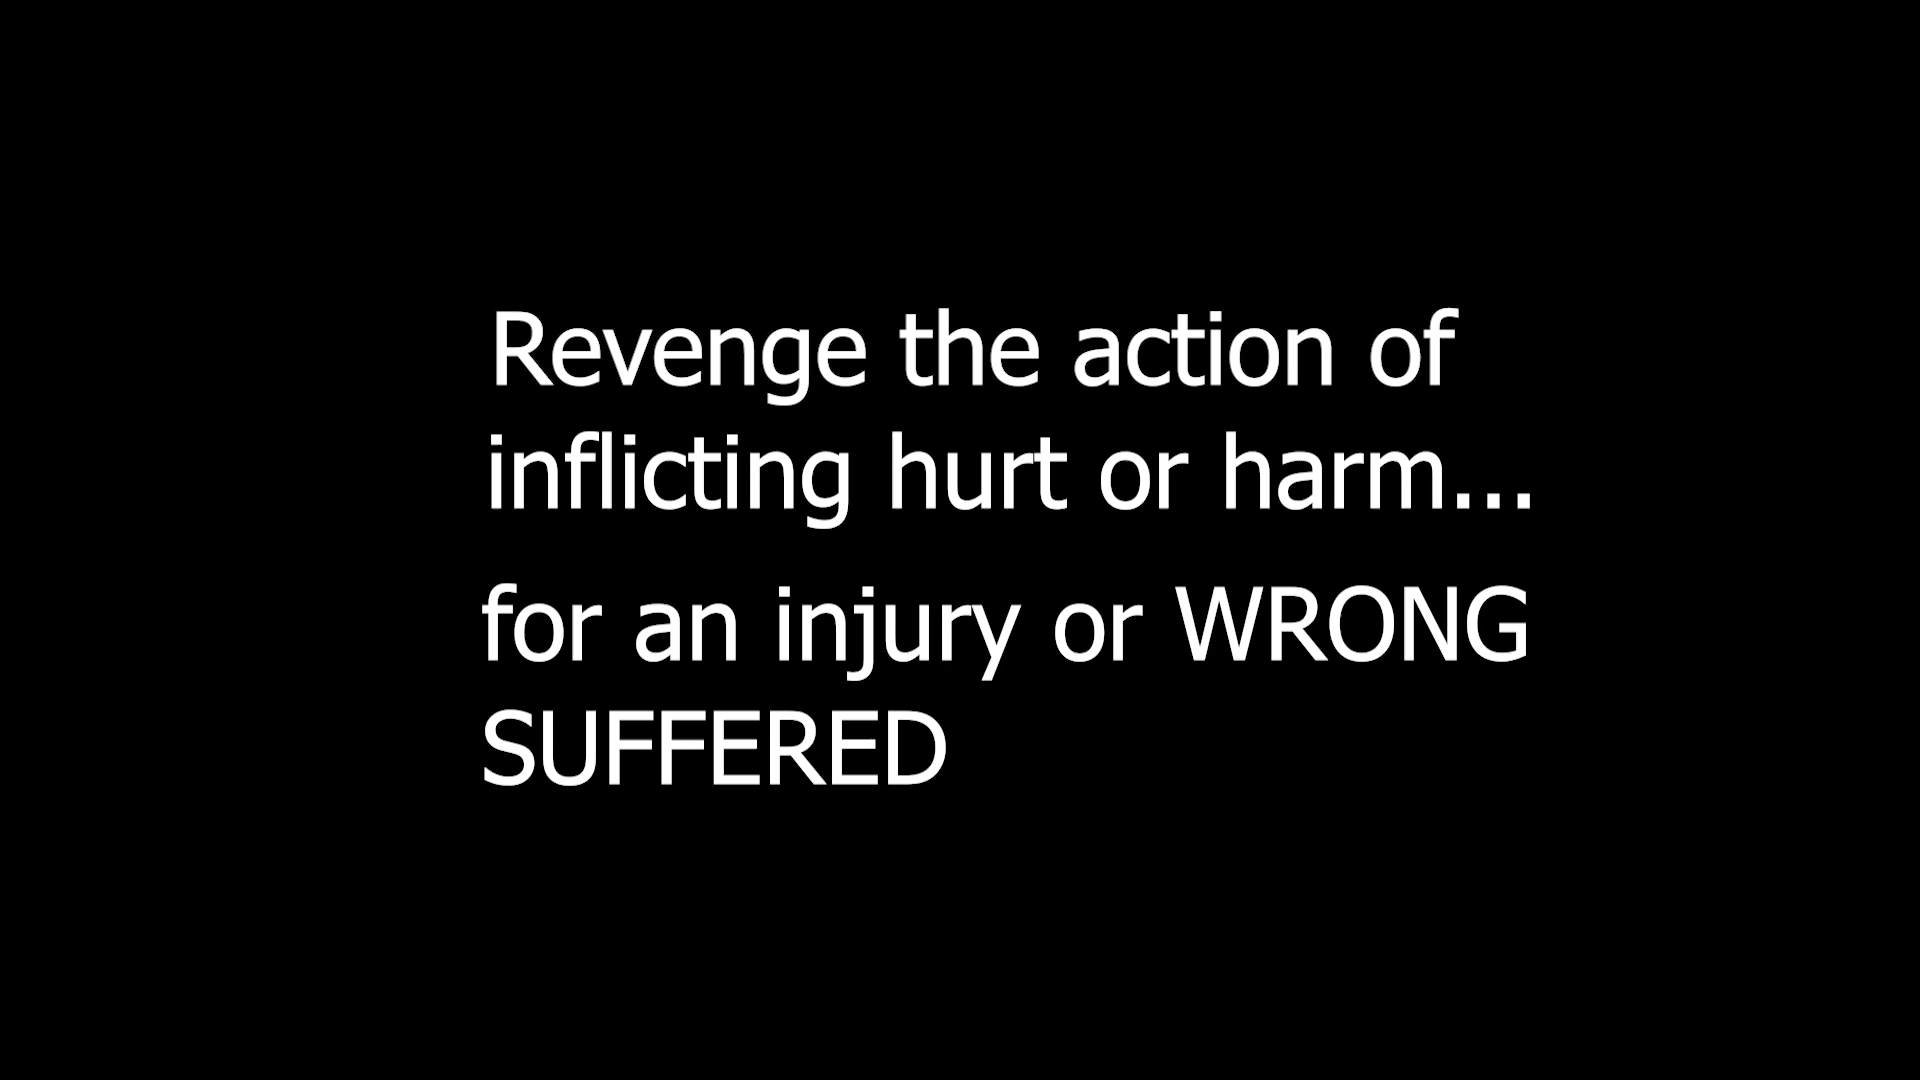 Revenge the action of
inflicting hurt or harm...
for an injury or WRONG
SUFFERED